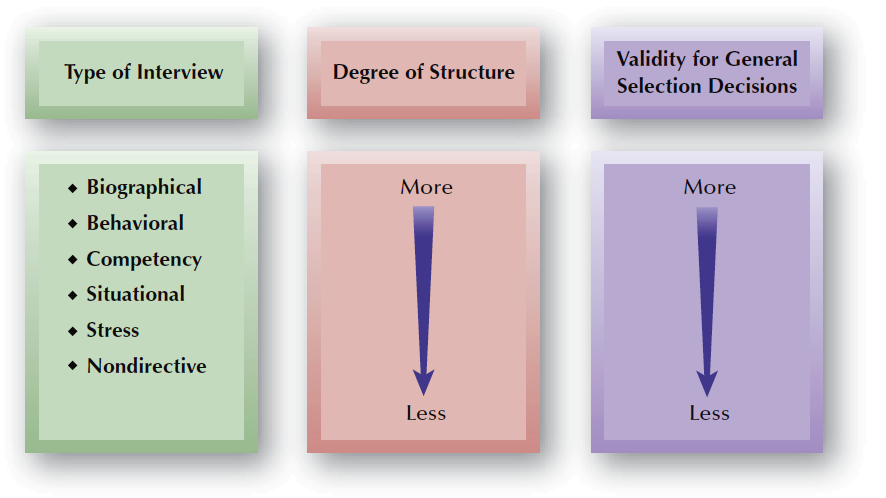 Type of Interview
Degree of Structure
Validity for General
Selection Decisions
◆ Biographical
◆ Behavioral
◆ Competency
◆ Situational
◆ Stress
◆ Nondirective
More
Less
More
Less